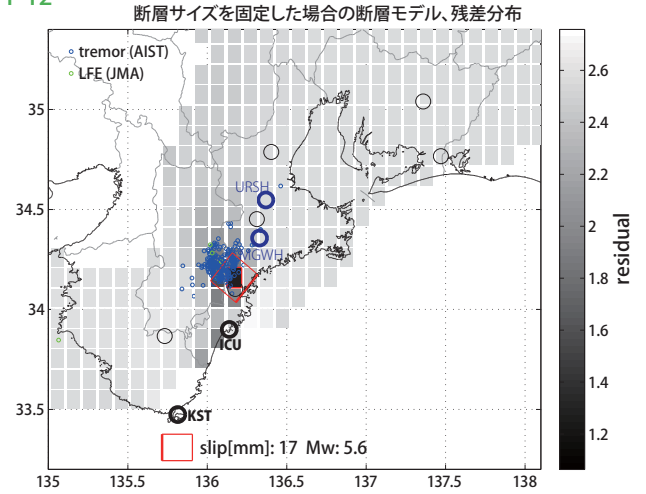 断層サイズを固定した場合の断層モデル、残差分布
tremor (AIST)
LFE (JMA)
URSH
MGWH
ICU
KST
slip[mm]: 17 Mw: 5.6
35
34.5
34
33.5
135 135.5 136 136.5 137 137.5 138
2.6
2.4
2.2
2
1.8
1.6
1.4
1.2
residual